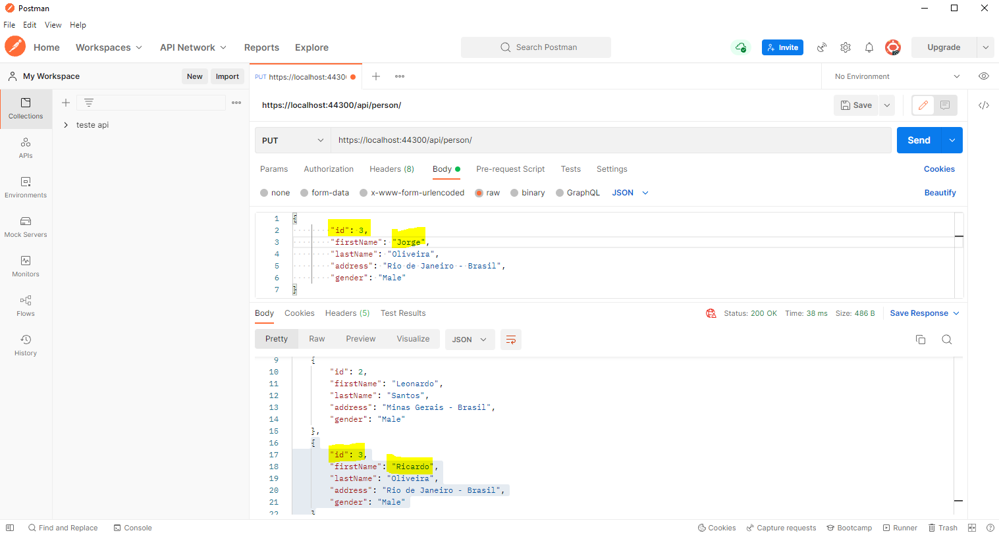 Postman
File Edit View Help
Home Workspaces API Network Reports Explore Search Postman Invite Upgrade
My Workspace New Import PUT https://localhost:4430 No Environment
Collections
APIs
Environments
Mock Servers
Monitors
Flows
History
teste api
https://localhost:44300/api/person/ Save
PUT https://localhost:44300/api/person/ Send
Params Authorization Headers (8) Body Pre-request Script Tests Settings Cookies
none form-data x-www-form-urlencoded raw binary GraphQL JSON Beautify
1 {
2 "id": 3,
3 "firstName": "Jorge",
4 "lastName": "Oliveira",
5 "address": "Rio de Janeiro - Brasil",
6 "gender": "Male"
7 }
Body Cookies Headers (5) Test Results Status: 200 OK Time: 38 ms Size: 486 B Save Response
Pretty Raw Preview Visualize JSON
9 {
10 "id": 2,
11 "firstName": "Leonardo",
12 "lastName": "Santos",
13 "address": "Minas Gerais - Brasil",
14 "gender": "Male"
15 },
16 {
17 "id": 3,
18 "firstName": "Ricardo",
19 "lastName": "Oliveira",
20 "address": "Rio de Janeiro - Brasil",
21 "gender": "Male"
22 }
Find and Replace Console Cookies Capture requests Bootcamp Runner Trash